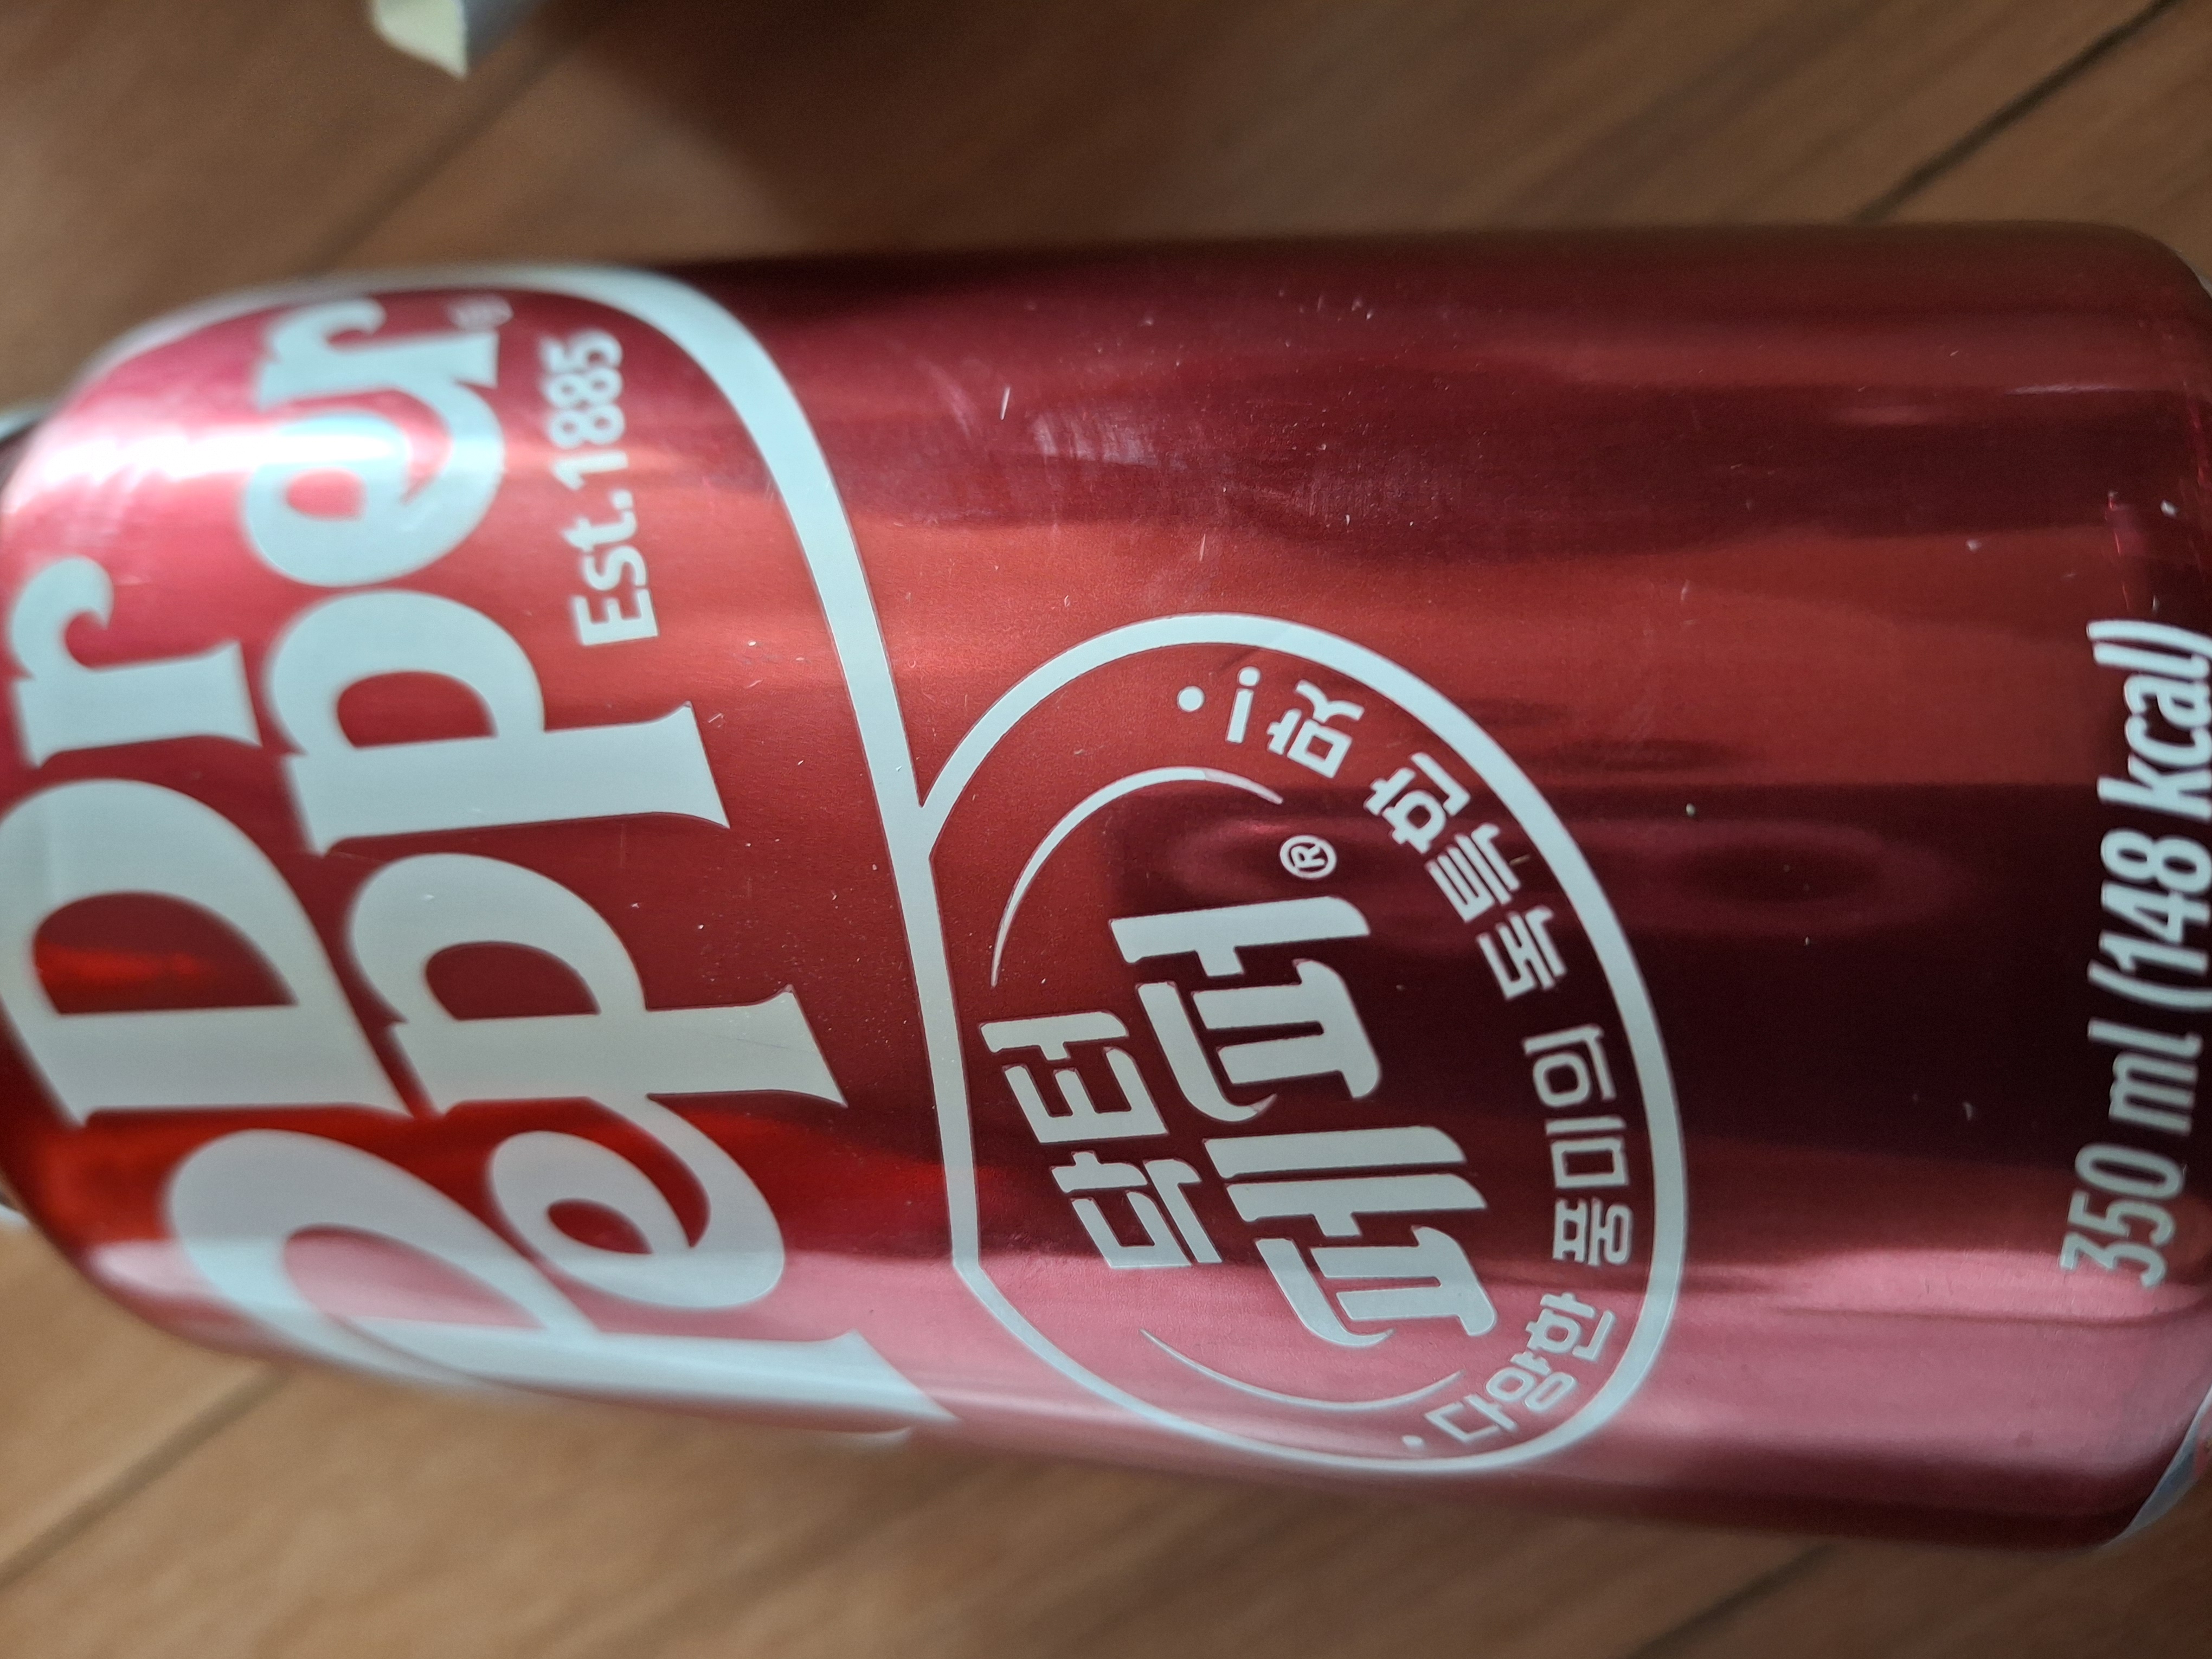 Dr
Pepper®
Est.1885
닥터
페퍼®
·다양한 풍미의 독특한 맛!·
350 ml (148 kcal)